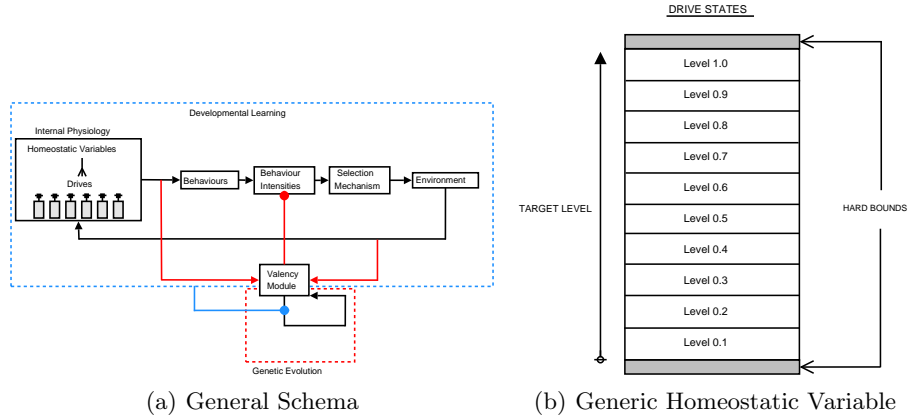 Developmental Learning
Internal Physiology
Homeostatic Variables
Drives
Behaviours
Behaviour
Intensities
Selection
Mechanism
Environment
Valency
Module
Genetic Evolution
(a) General Schema
DRIVE STATES
Level 1.0
Level 0.9
Level 0.8
Level 0.7
Level 0.6
Level 0.5
Level 0.4
Level 0.3
Level 0.2
Level 0.1
TARGET LEVEL
HARD BOUNDS
(b) Generic Homeostatic Variable